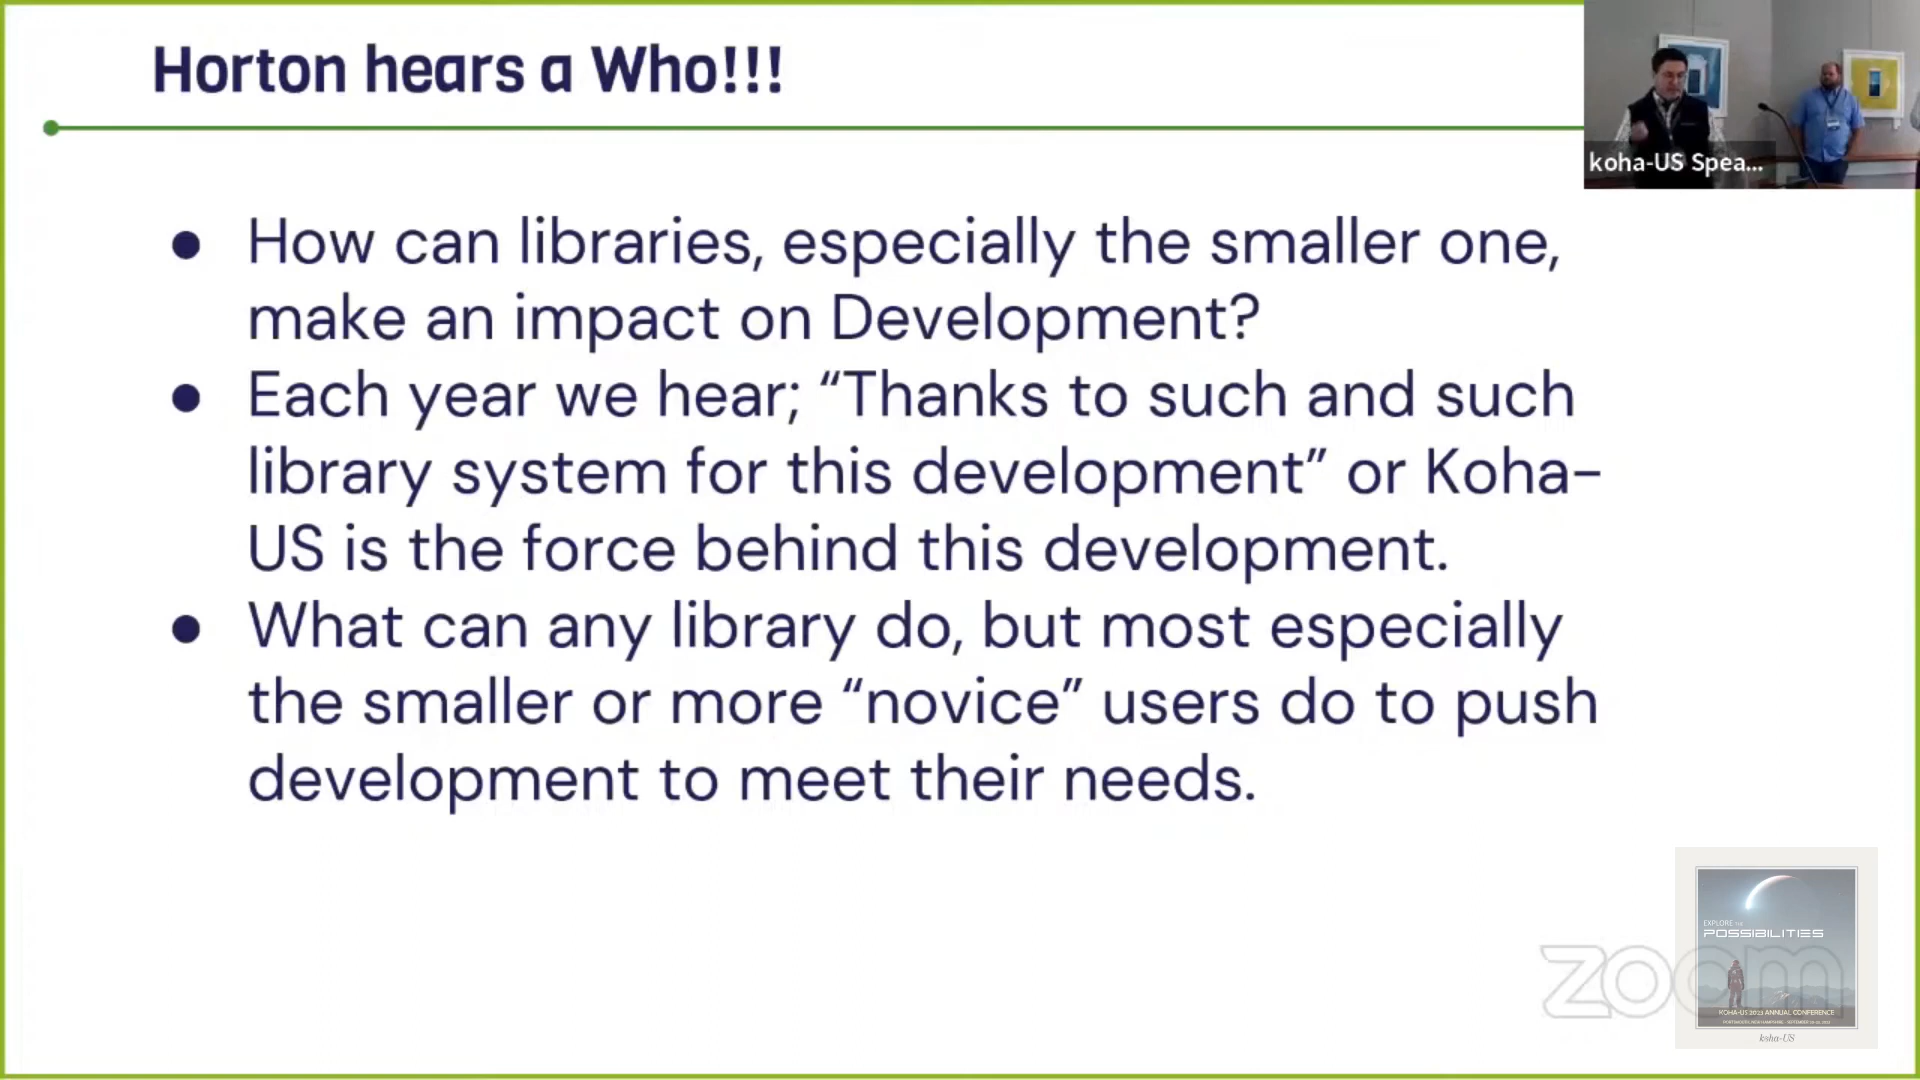 Horton hears a Who!!!
koha-US Spea...
● How can libraries, especially the smaller one,
make an impact on Development?
● Each year we hear; “Thanks to such and such
library system for this development” or Koha-
US is the force behind this development.
● What can any library do, but most especially
the smaller or more “novice” users do to push
development to meet their needs.
EXPLORE THE
POSSIBILITIES
zoom
KOHA-US 2023 ANNUAL CONFERENCE
koha-US